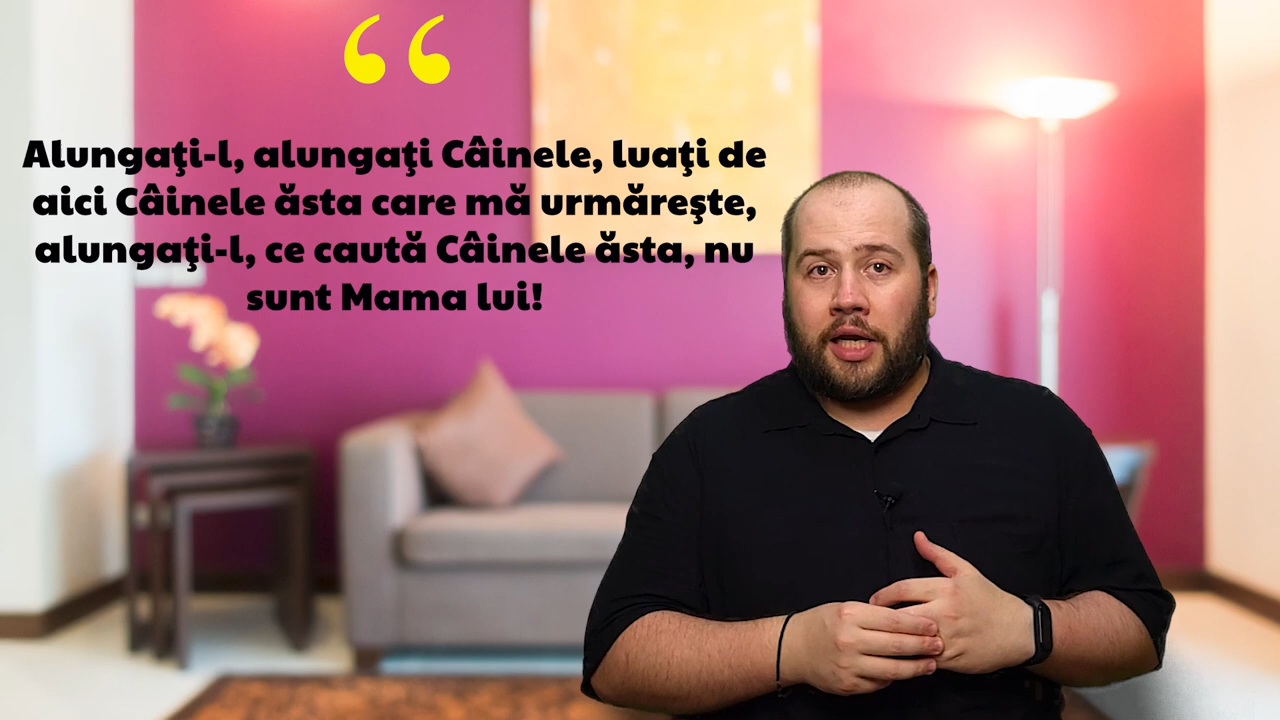 “
Alungaţi-l, alungaţi Câinele, luaţi de
aici Câinele ăsta care mă urmăreşte,
alungaţi-l, ce caută Câinele ăsta, nu
sunt Mama lui!